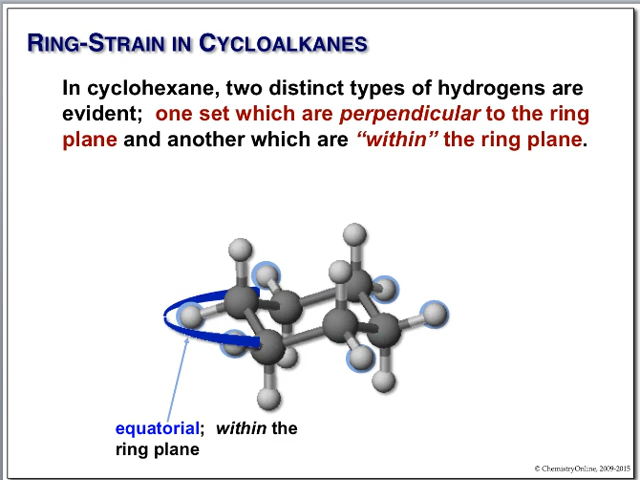 RING-STRAIN IN CYCLOALKANES
In cyclohexane, two distinct types of hydrogens are
evident;  one set which are perpendicular to the ring
plane and another which are “within” the ring plane.
equatorial;  within the
ring plane
© ChemistryOnline, 2009-2015